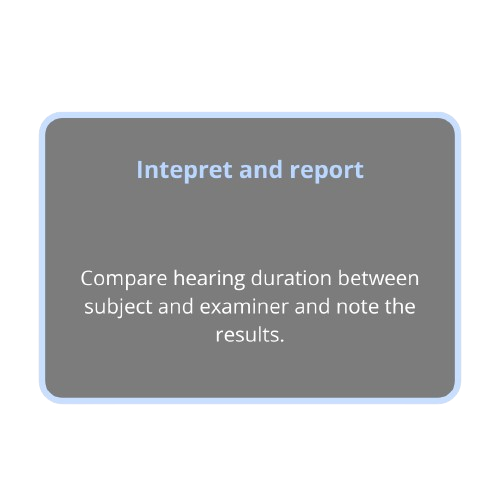 Intepret and report
Compare hearing duration between
subject and examiner and note the
results.